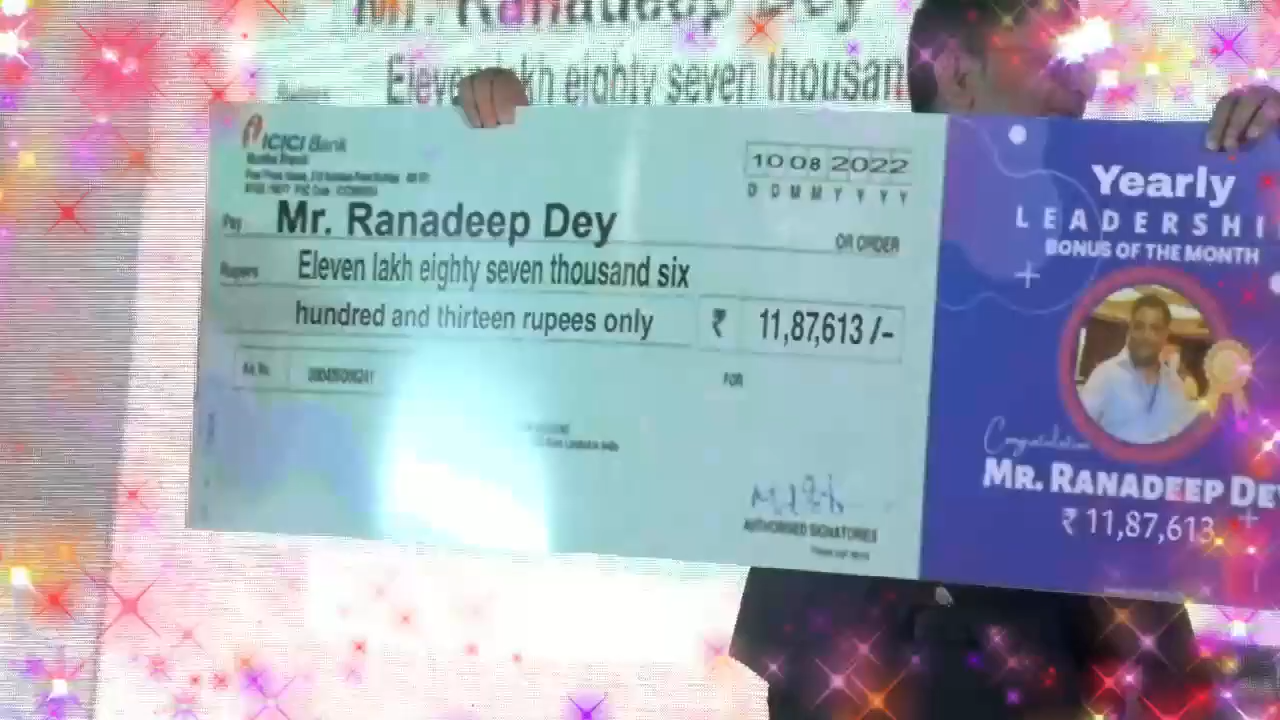 Mr. Ranadeep Dey
eighty seven thousan
ICICI Bank
10 08 2022
D D M M Y Y Y Y
Pay Mr. Ranadeep Dey
OR ORDER
Rupees Eleven lakh eighty seven thousand six
hundred and thirteen rupees only ₹ 11,87,613/-
FOR
AUTHORISED SIGNATORIES
Yearly
LEADERSHI
BONUS OF THE MONTH
MR. RANADEEP DE
₹ 11,87,613